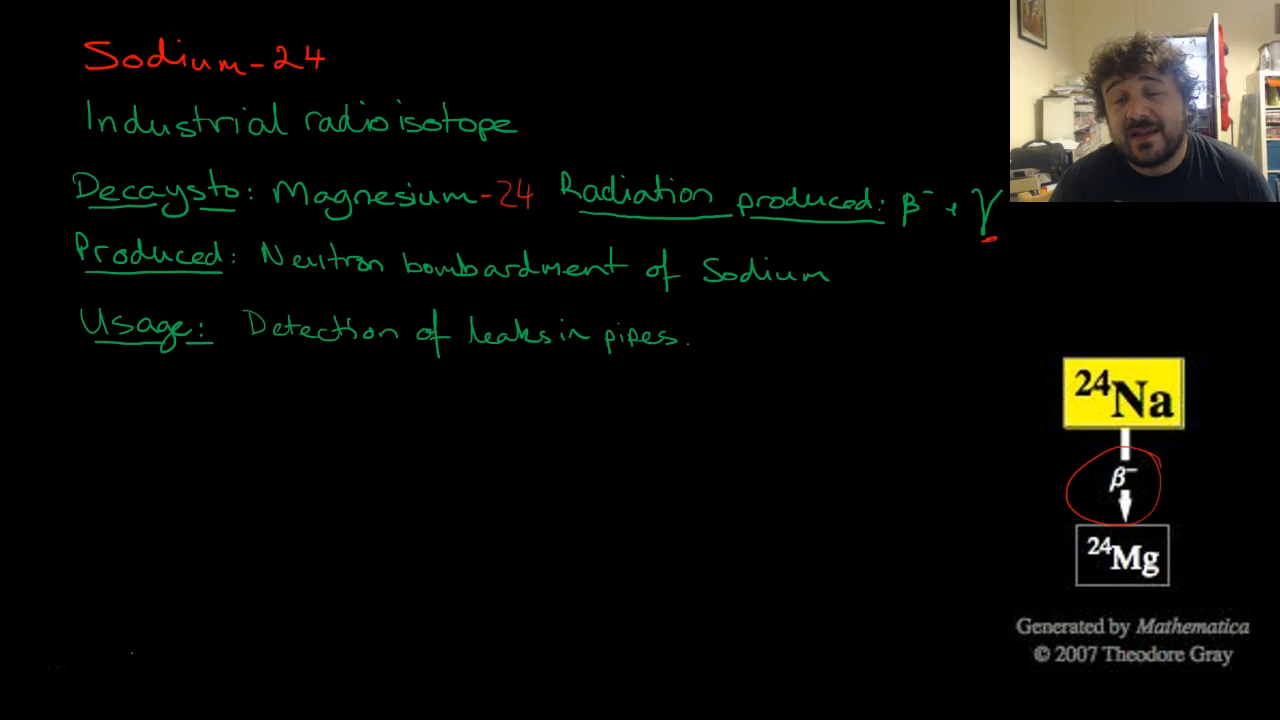 Sodium-24
Industrial radioisotope
Decays to: Magnesium-24 Radiation produced: β⁻ + γ
Produced: Neutron bombardment of Sodium
Usage: Detection of leaks in pipes.
²⁴Na
β⁻
²⁴Mg
Generated by Mathematica
© 2007 Theodore Gray